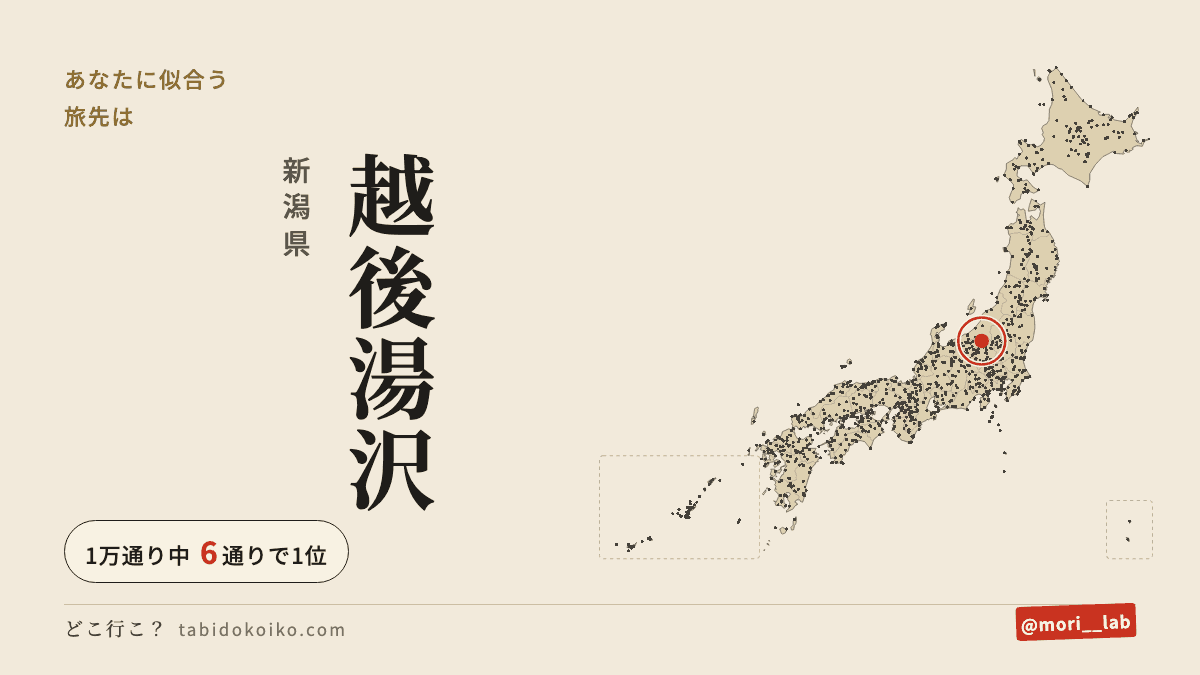 あなたに似合う
旅先は
越後湯沢
新潟県
1万通り中 6通りで1位
どこ行こ？ tabidokoiko.com
@mori__lab